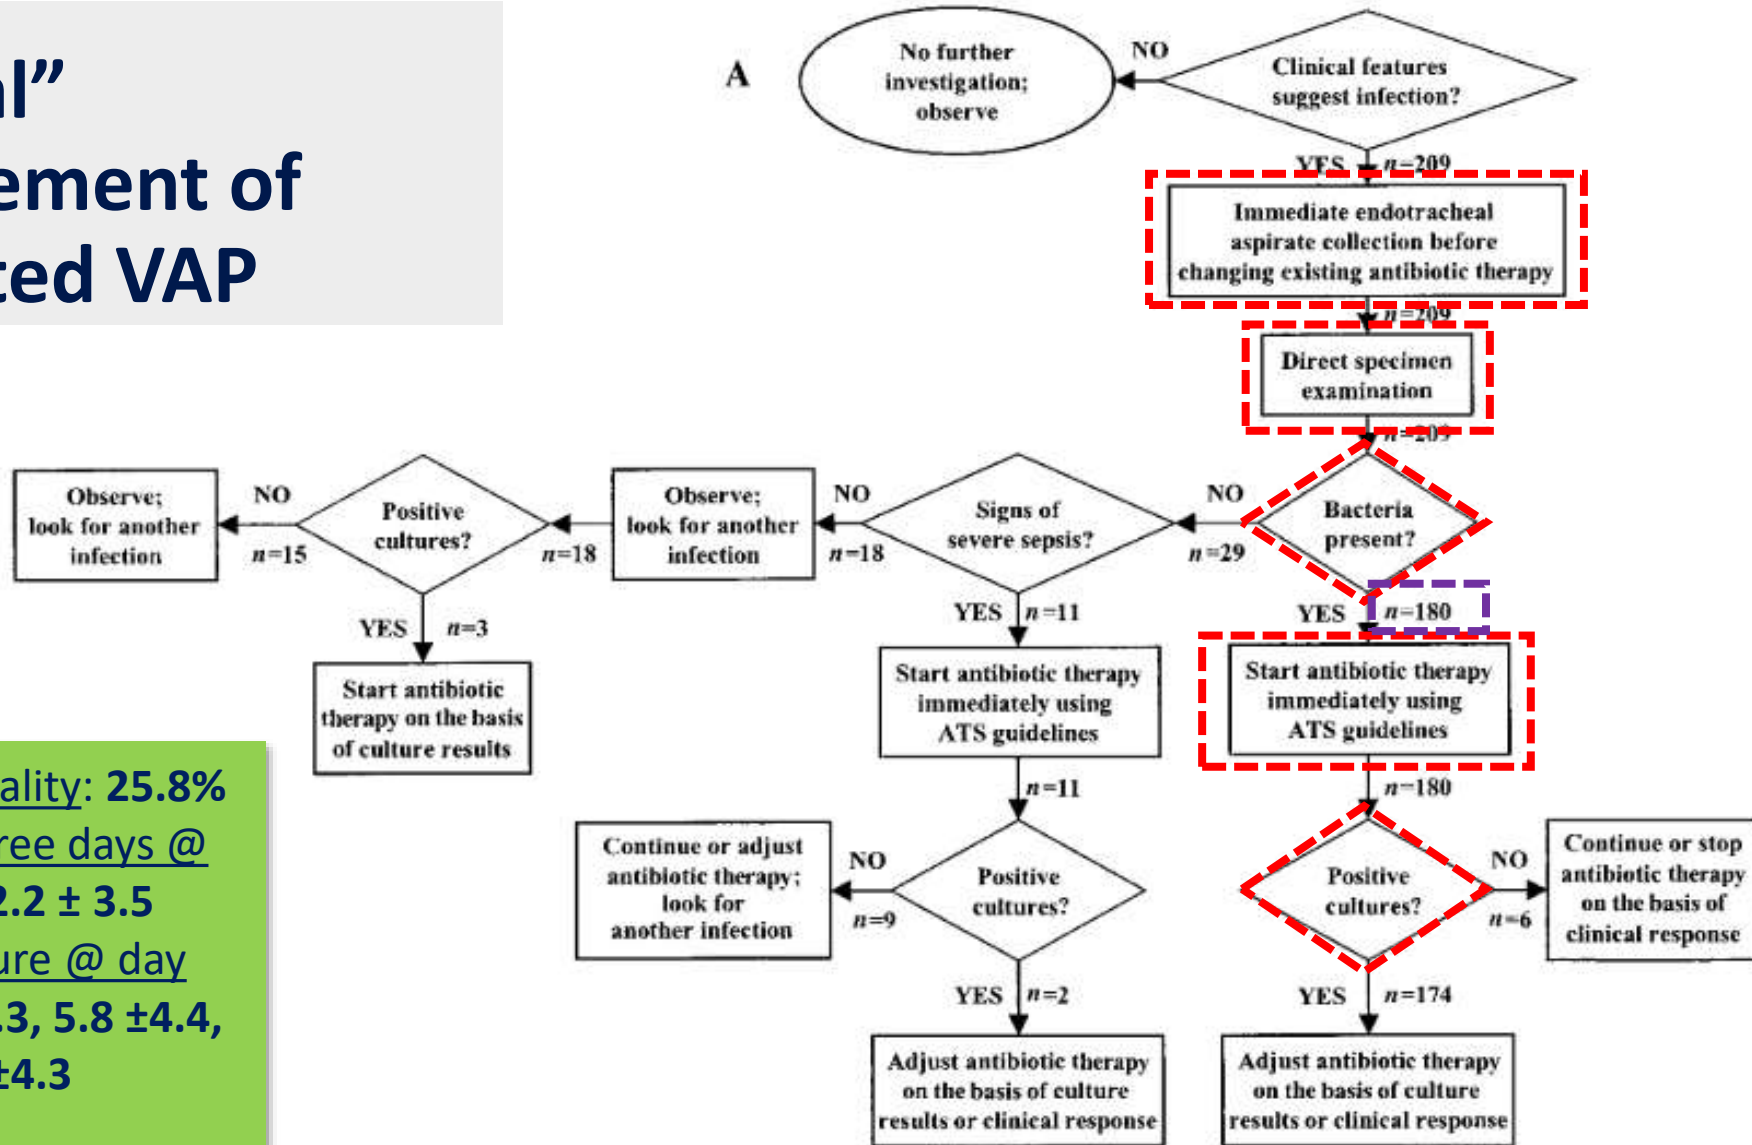 al”
ement of
ted VAP
A
No further
investigation;
observe
NO
Clinical features
suggest infection?
YES
n=209
Immediate endotracheal
aspirate collection before
changing existing antibiotic therapy
n=209
Direct specimen
examination
n=209
Bacteria
present?
NO
n=29
Signs of
severe sepsis?
NO
n=18
Observe;
look for another
infection
n=18
Positive
cultures?
NO
n=15
Observe;
look for another
infection
YES
n=3
Start antibiotic
therapy on the basis
of culture results
YES
n=11
Start antibiotic therapy
immediately using
ATS guidelines
n=11
Positive
cultures?
NO
n=9
Continue or adjust
antibiotic therapy;
look for
another infection
YES
n=2
Adjust antibiotic therapy
on the basis of culture
results or clinical response
YES
n=180
Start antibiotic therapy
immediately using
ATS guidelines
n=180
Positive
cultures?
NO
n=6
Continue or stop
antibiotic therapy
on the basis of
clinical response
YES
n=174
Adjust antibiotic therapy
on the basis of culture
results or clinical response
ality: 25.8%
ree days @
2.2 ± 3.5
ure @ day
.3, 5.8 ±4.4,
±4.3